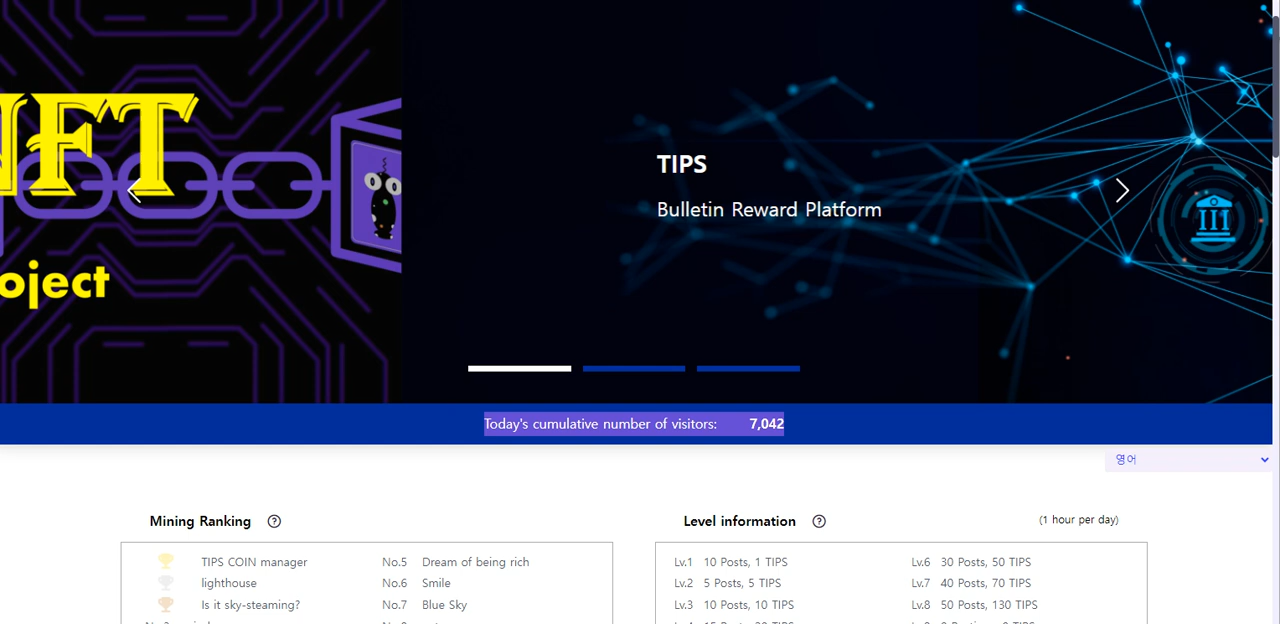 NFT
oject
TIPS
Bulletin Reward Platform
Today's cumulative number of visitors: 7,042
영어
Mining Ranking ?
Level information ? (1 hour per day)
TIPS COIN manager No.5 Dream of being rich
lighthouse No.6 Smile
Is it sky-steaming? No.7 Blue Sky
Lv.1 10 Posts, 1 TIPS Lv.6 30 Posts, 50 TIPS
Lv.2 5 Posts, 5 TIPS Lv.7 40 Posts, 70 TIPS
Lv.3 10 Posts, 10 TIPS Lv.8 50 Posts, 130 TIPS